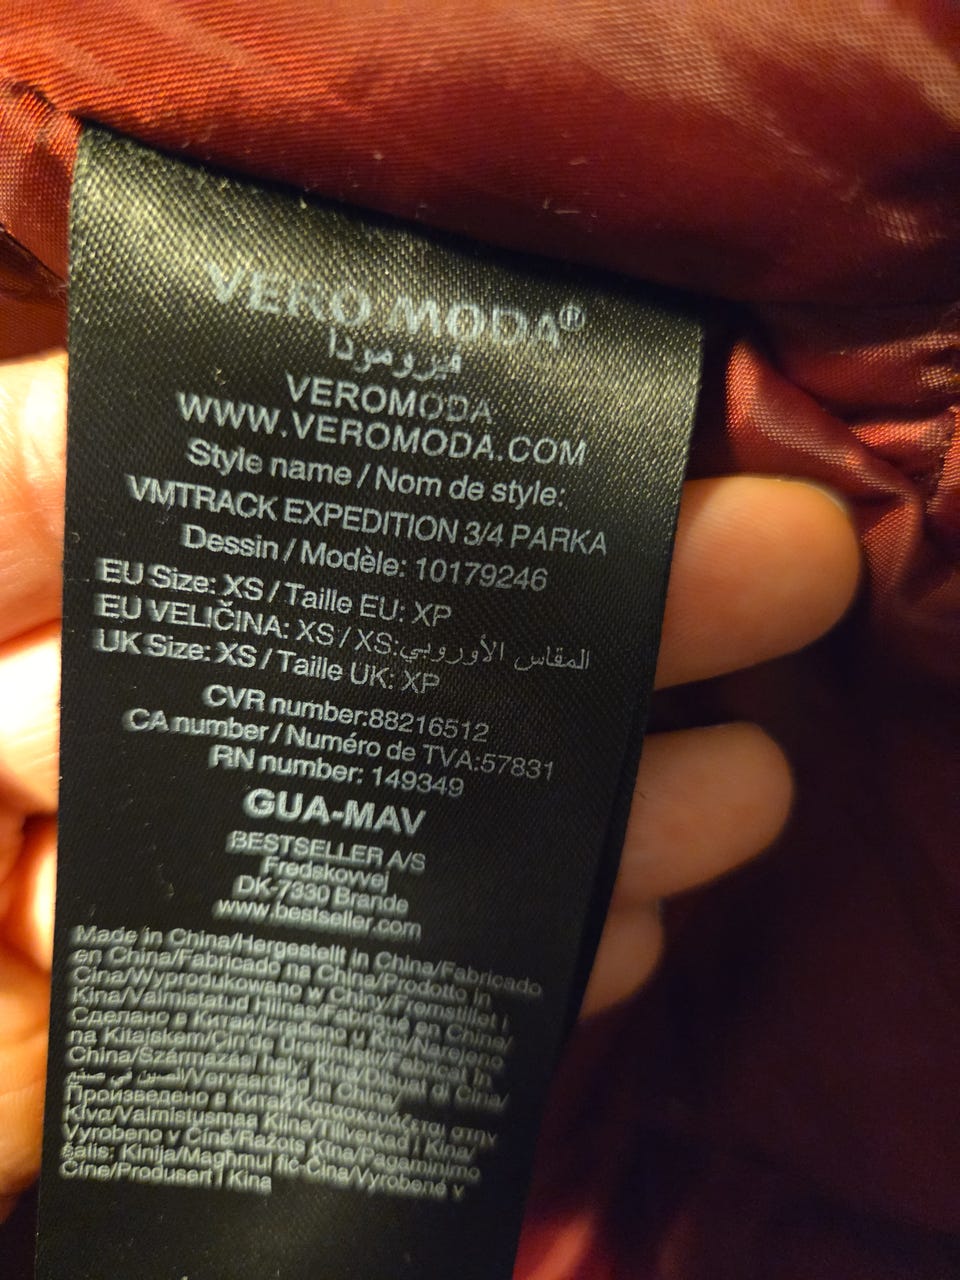 VERO MODA®
فيرومودا
VEROMODA
WWW.VEROMODA.COM
Style name / Nom de style:
VMTRACK EXPEDITION 3/4 PARKA
Dessin / Modèle: 10179246
EU Size: XS / Taille EU: XP
EU VELIČINA: XS / XS:المقاس الأوروبي
UK Size: XS / Taille UK: XP
CVR number:88216512
CA number / Numéro de TVA:57831
RN number: 149349
GUA-MAV
BESTSELLER A/S
Fredskovvej
DK-7330 Brande
www.bestseller.com
Made in China/Hergestellt in China/Fabricado
en China/Fabricado na China/Prodotto in
Cina/Wyprodukowano w Chiny/Fremstillet i
Kina/Valmistatud Hiinas/Fabriqué en China/
Сделано в Китай/Izrađeno u Kini/Narejeno
na Kitajskem/Çin'de Üretilmiştir/Fabricat în
China/Származási hely: Kína/Dibuat di Cina/
صنع في الصين/Vervaardigd in China/
Произведено в Китай/Κατασκευάζεται στην
Κίνα/Valmistusmaa Kiina/Tillverkad i Kina/
Vyrobeno v Číně/Ražots Ķīna/Pagaminimo
šalis: Kinija/Magħmul fiċ-Ċina/Vyrobené v
Číne/Produsert i Kina